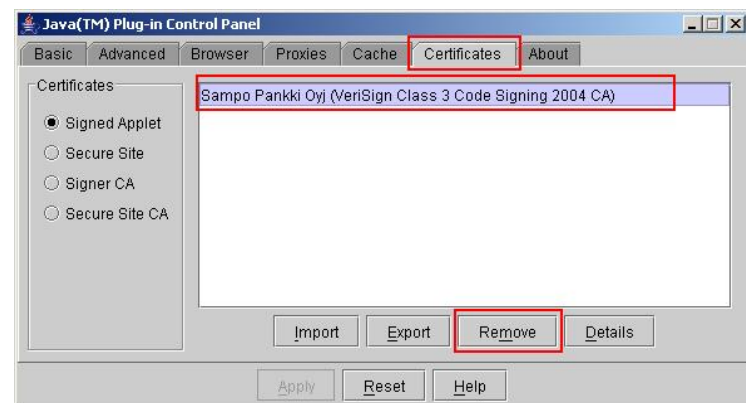 Java(TM) Plug-in Control Panel
Basic Advanced Browser Proxies Cache Certificates About
Certificates
Sampo Pankki Oyj (VeriSign Class 3 Code Signing 2004 CA)
Signed Applet
Secure Site
Signer CA
Secure Site CA
Import Export Remove Details
Apply Reset Help